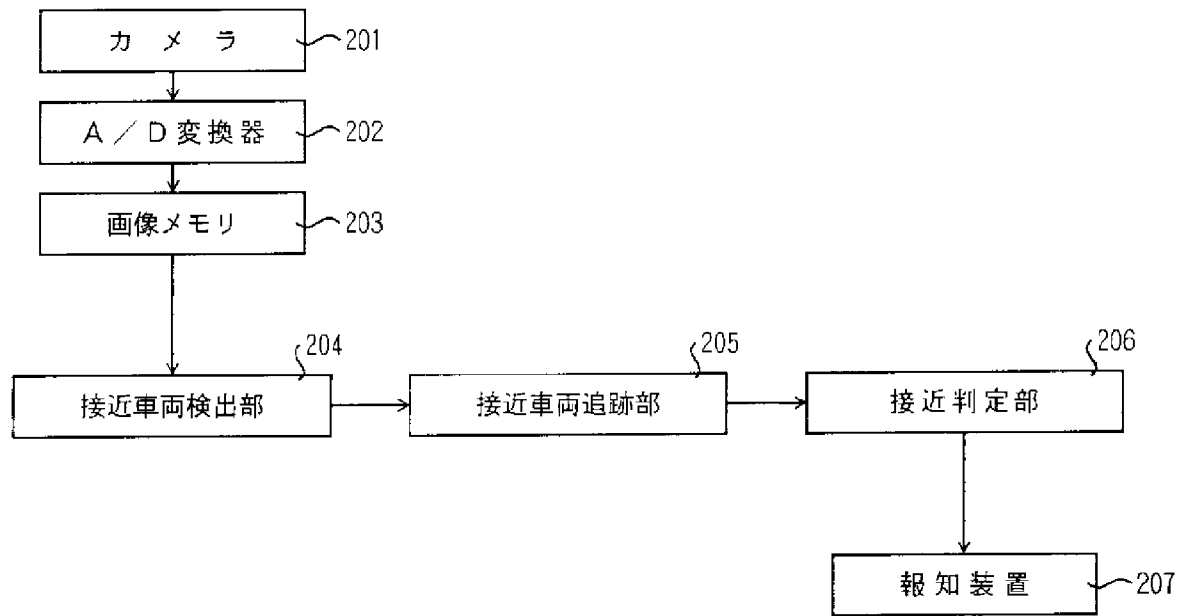 カメラ 201
A/D変換器 202
画像メモリ 203
204 205 206
接近車両検出部 接近車両追跡部 接近判定部
報知装置 207